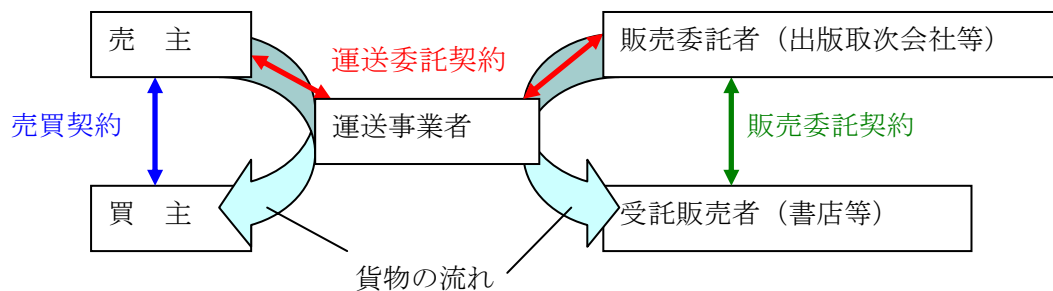 売　主
販売委託者（出版取次会社等）
運送委託契約
運送事業者
売買契約
販売委託契約
買　主
受託販売者（書店等）
貨物の流れ